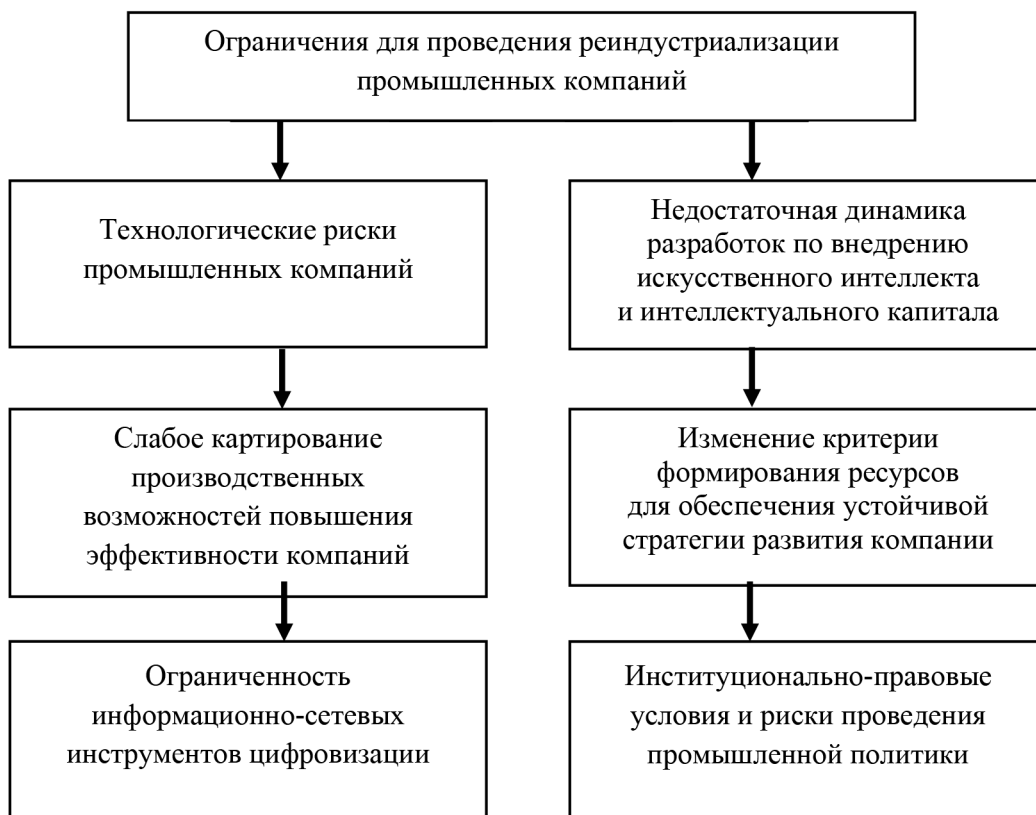 Ограничения для проведения реиндустриализации
промышленных компаний
Технологические риски
промышленных компаний
Недостаточная динамика
разработок по внедрению
искусственного интеллекта
и интеллектуального капитала
Слабое картирование
производственных
возможностей повышения
эффективности компаний
Изменение критерии
формирования ресурсов
для обеспечения устойчивой
стратегии развития компании
Ограниченность
информационно-сетевых
инструментов цифровизации
Институционально-правовые
условия и риски проведения
промышленной политики